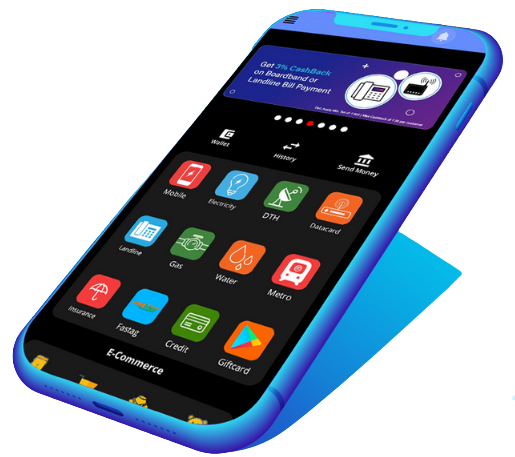 Get 3% CashBack
on Boardband or
Landline Bill Payment
Wallet
History
Send Money
Mobile
Electricity
DTH
Datacard
Landline
Gas
Water
Metro
Insurance
Fastag
Credit
Giftcard
E-Commerce